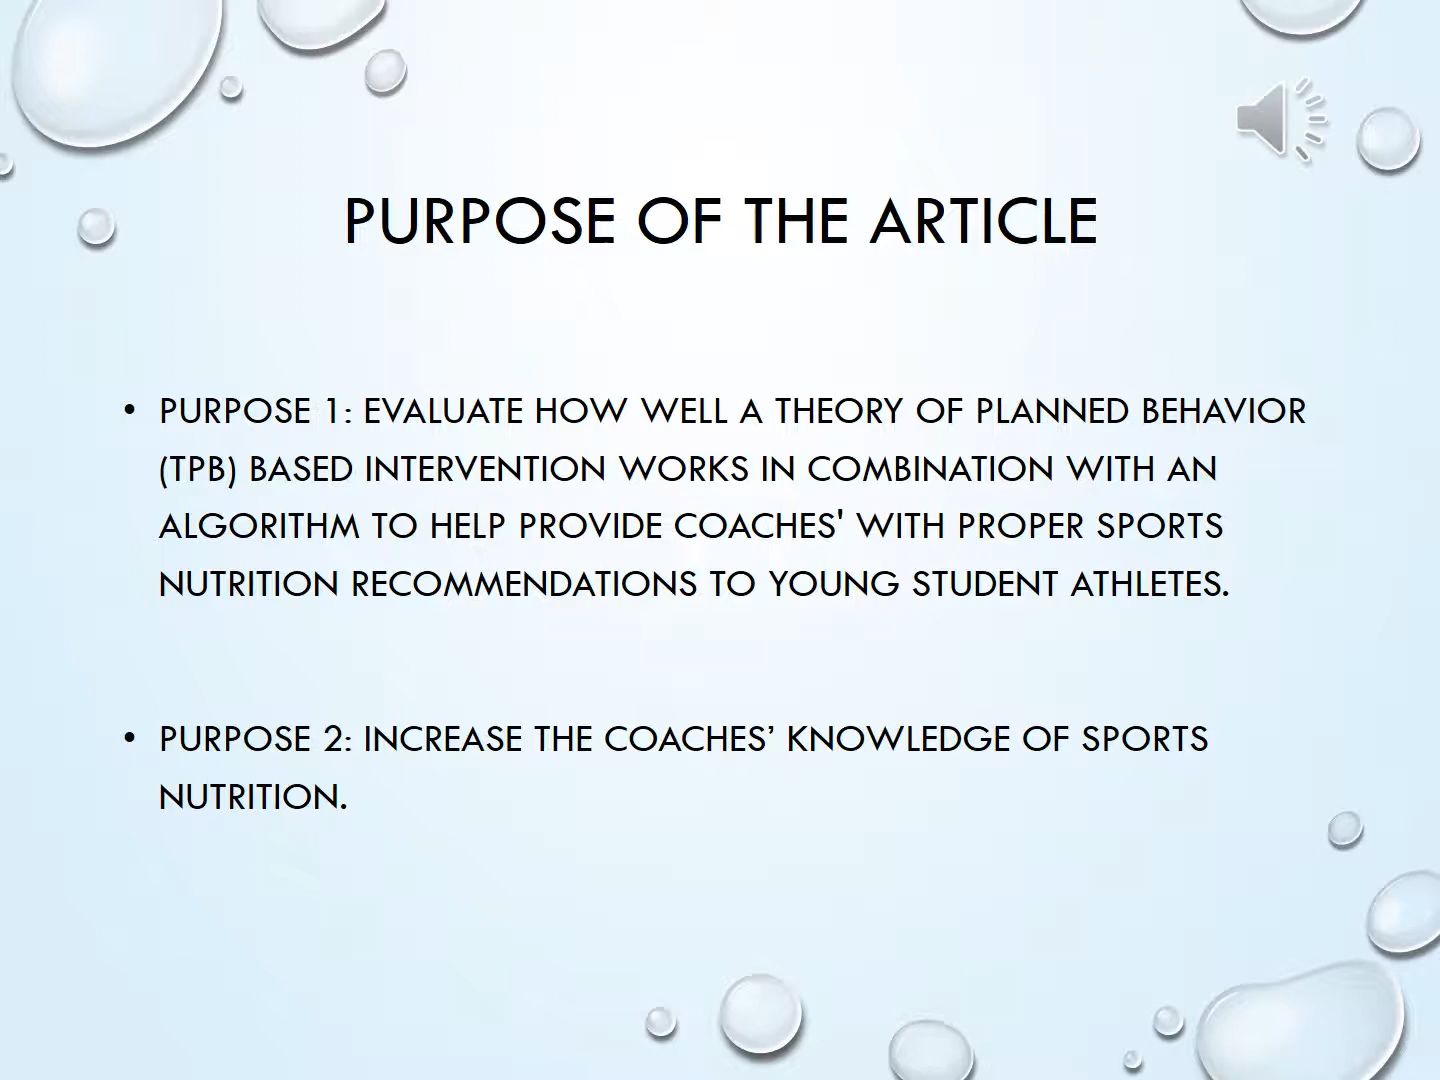 PURPOSE OF THE ARTICLE
• PURPOSE 1: EVALUATE HOW WELL A THEORY OF PLANNED BEHAVIOR
(TPB) BASED INTERVENTION WORKS IN COMBINATION WITH AN
ALGORITHM TO HELP PROVIDE COACHES' WITH PROPER SPORTS
NUTRITION RECOMMENDATIONS TO YOUNG STUDENT ATHLETES.
• PURPOSE 2: INCREASE THE COACHES’ KNOWLEDGE OF SPORTS
NUTRITION.